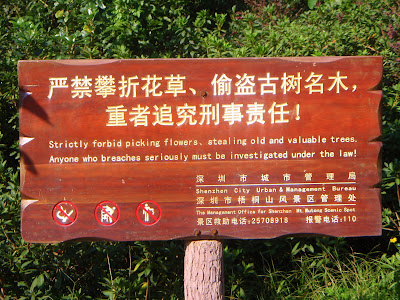 严禁攀折花草、偷盗古树名木，
重者追究刑事责任！
Strictly forbid picking flowers、stealing old and valuable trees.
Anyone who breaches seriously must be investigated under the law!
深圳市城市管理局
Shenzhen City Urban & Management Bureau
深圳市梧桐山风景区管理处
The Management Office for Shenzhen Mt. Wutong Scenic Spot
景区救助电话:25708918 报警电话:110